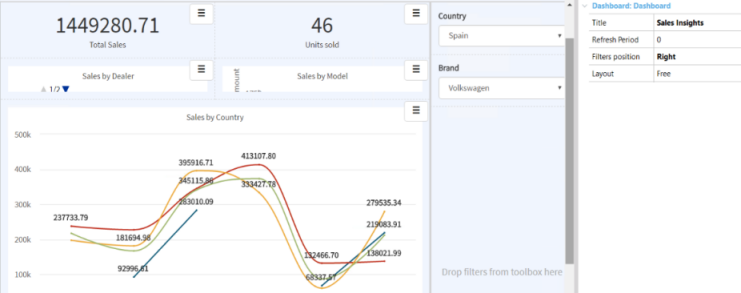 1449280.71
Total Sales
46
Units sold
Sales by Dealer
1/2
mount
Sales by Model
Sales by Country
500k
400k
300k
200k
100k
237733.79
181694.98
92996.81
395916.71
345115.86
283010.09
413107.80
333427.78
132466.70
68337.57
279535.34
219083.91
138021.99
Country
Spain
Brand
Volkswagen
Drop filters from toolbox here
Dashboard: Dashboard
Title Sales Insights
Refresh Period 0
Filters position Right
Layout Free